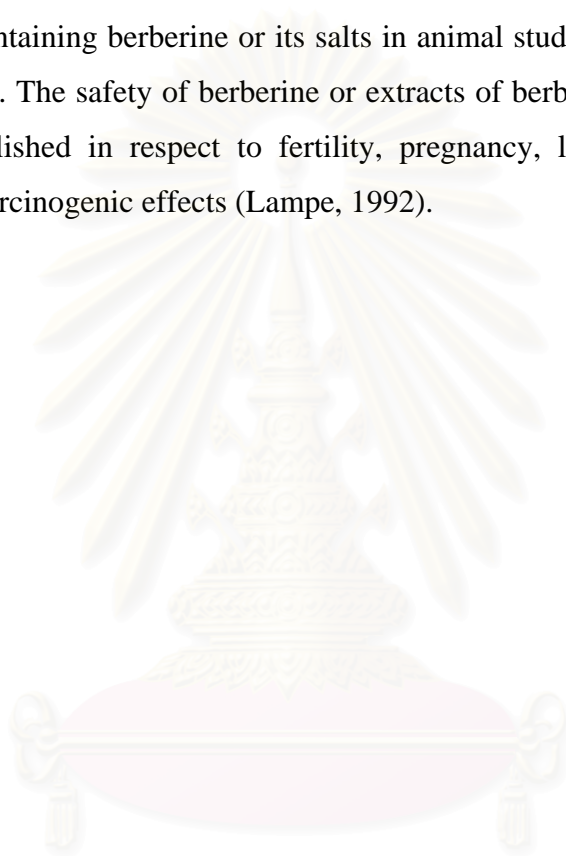 ntaining berberine or its salts in animal stud
. The safety of berberine or extracts of berb
lished in respect to fertility, pregnancy, l
rcinogenic effects (Lampe, 1992).